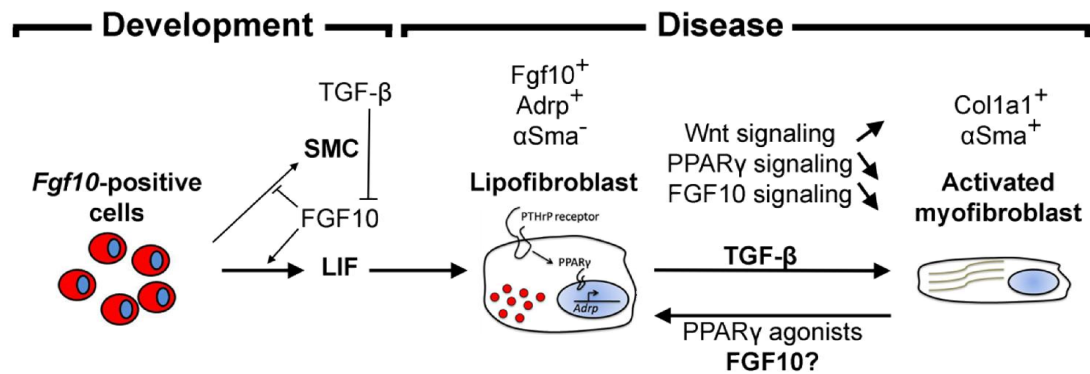 Development
Disease
TGF-β
SMC
Fgf10-positive
cells
FGF10
LIF
Fgf10+
Adrp+
αSma-
Lipofibroblast
PTHrP receptor
PPARγ
Adrp
Wnt signaling
PPARγ signaling
FGF10 signaling
TGF-β
PPARγ agonists
FGF10?
Col1a1+
αSma+
Activated
myofibroblast